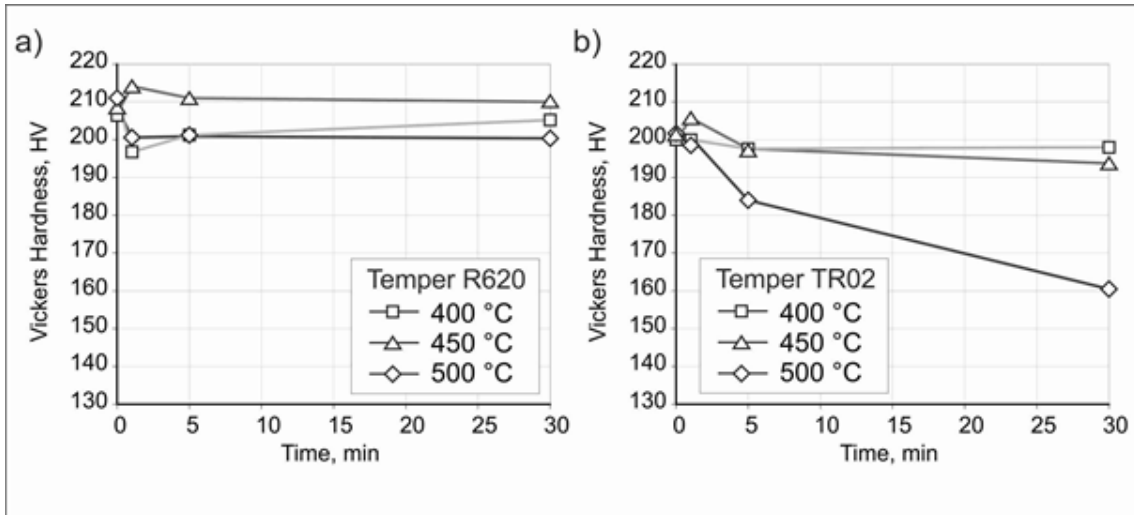 a)
220
210
200
190
180
170
160
150
140
130
0 5 10 15 20 25 30
Time, min
Vickers Hardness, HV
Temper R620
400 °C
450 °C
500 °C
b)
220
210
200
190
180
170
160
150
140
130
0 5 10 15 20 25 30
Time, min
Vickers Hardness, HV
Temper TR02
400 °C
450 °C
500 °C